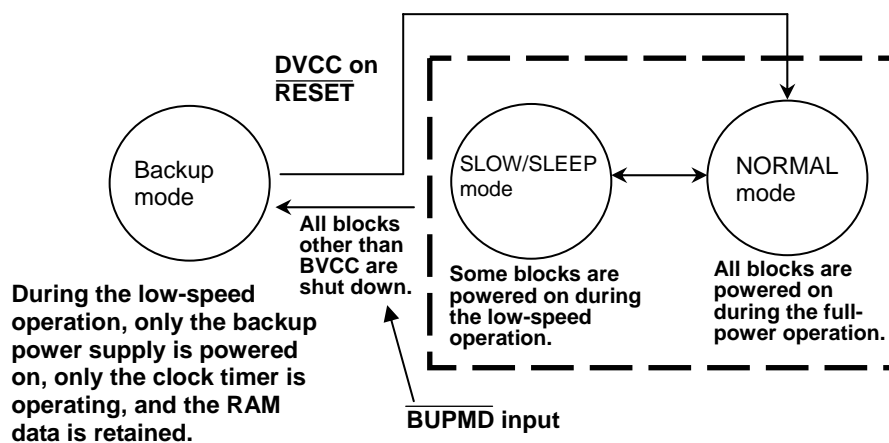 DVCC on
RESET
Backup
mode
SLOW/SLEEP
mode
NORMAL
mode
All blocks
other than
BVCC are
shut down.
Some blocks are
powered on during
the low-speed
operation.
All blocks are
powered on
during the full-
power operation.
During the low-speed
operation, only the backup
power supply is powered
on, only the clock timer is
operating, and the RAM
data is retained.
BUPMD input